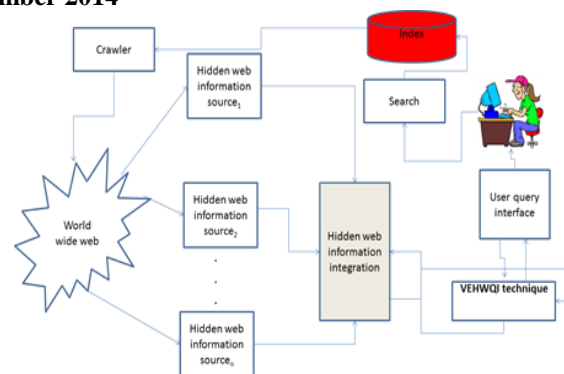 mber 2014
Crawler
Index
Hidden web
information
source1
Search
World
wide web
Hidden web
information
source2
Hidden web
information
integration
User query
interface
VEHWQI technique
Hidden web
information
sourcen